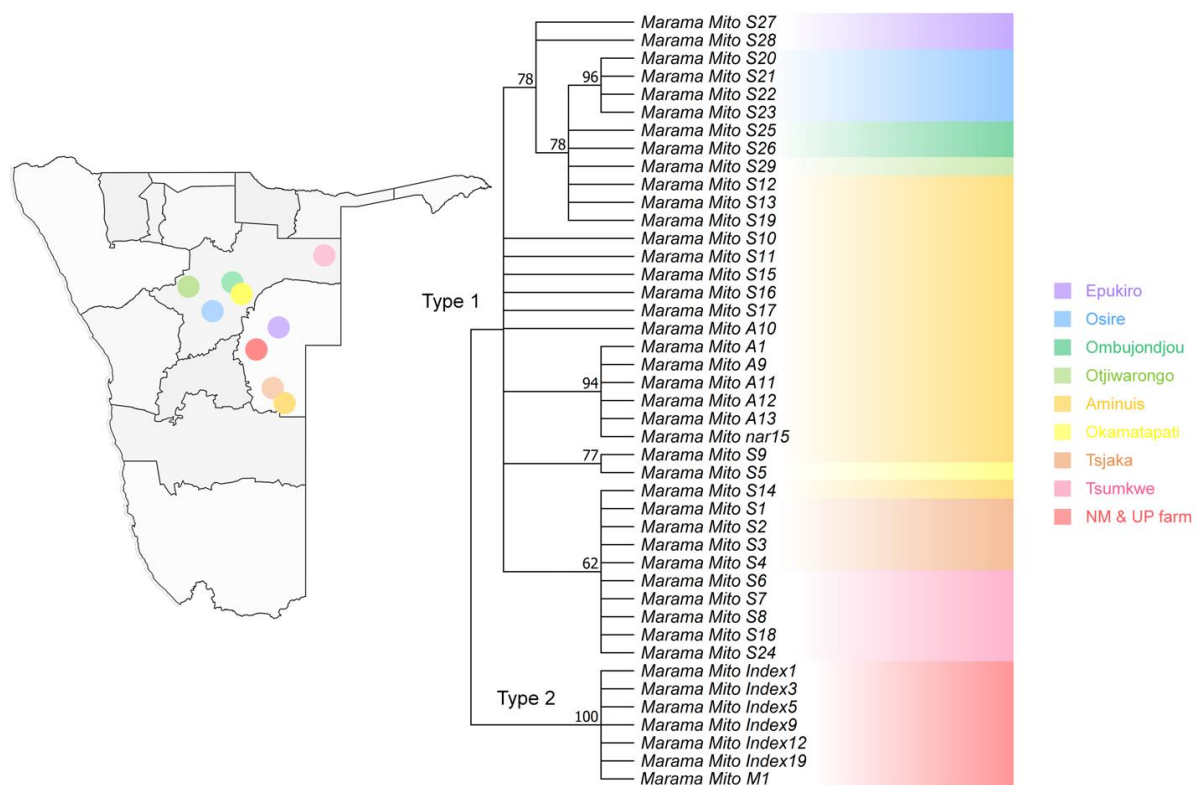 Marama Mito S27
Marama Mito S28
78
Marama Mito S20
96
Marama Mito S21
Marama Mito S22
Marama Mito S23
Marama Mito S25
78
Marama Mito S26
Marama Mito S29
Marama Mito S12
Marama Mito S13
Marama Mito S19
Marama Mito S10
Marama Mito S11
Marama Mito S15
Marama Mito S16
Type 1
Marama Mito S17
Marama Mito A10
Marama Mito A1
Marama Mito A9
94
Marama Mito A11
Marama Mito A12
Marama Mito A13
Marama Mito nar15
77
Marama Mito S9
Marama Mito S5
Marama Mito S14
Marama Mito S1
Marama Mito S2
Marama Mito S3
62
Marama Mito S4
Marama Mito S6
Marama Mito S7
Marama Mito S8
Marama Mito S18
Marama Mito S24
Marama Mito Index1
Marama Mito Index3
Type 2
Marama Mito Index5
100
Marama Mito Index9
Marama Mito Index12
Marama Mito Index19
Marama Mito M1
Epukiro
Osire
Ombujondjou
Otjiwarongo
Aminuis
Okamatapati
Tsjaka
Tsumkwe
NM & UP farm